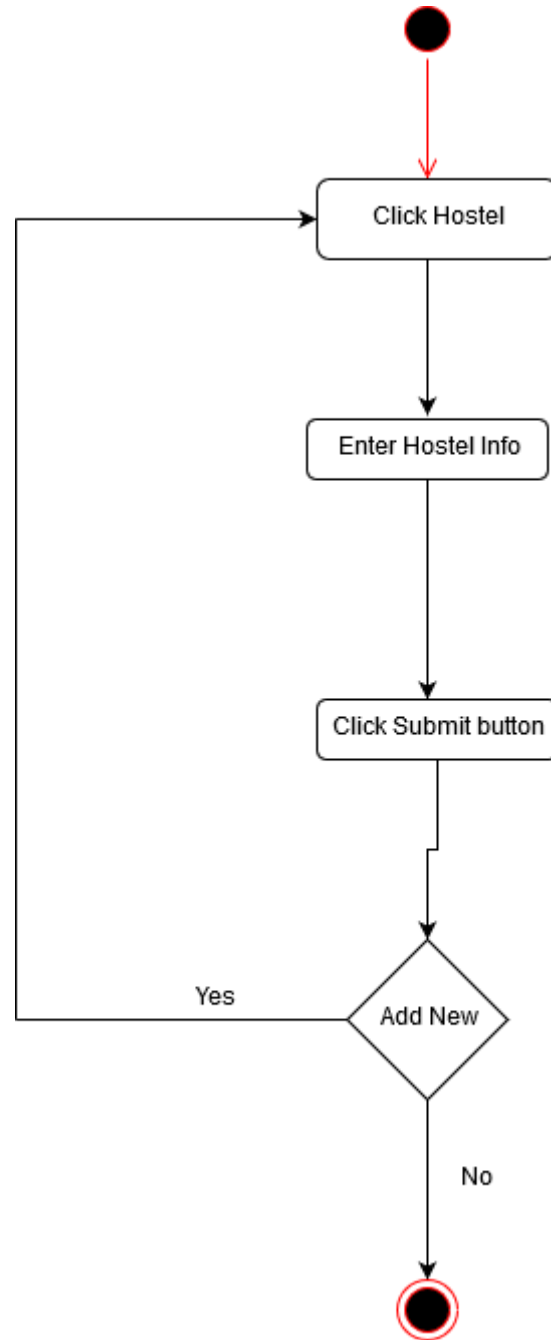 Click Hostel
Enter Hostel Info
Click Submit button
Yes
Add New
No